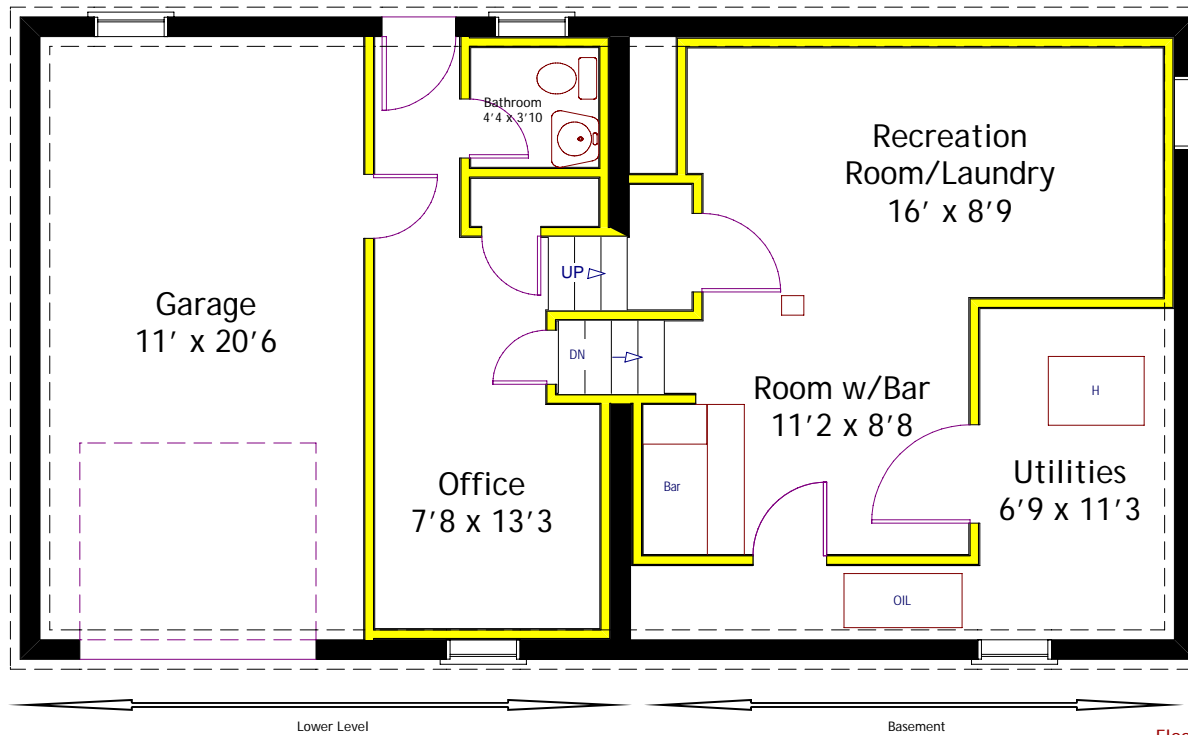 Bathroom
4'4 x 3'10
Recreation
Room/Laundry
16' x 8'9
UP
Garage
11' x 20'6
DN
Room w/Bar
11'2 x 8'8
H
Office
7'8 x 13'3
Bar
Utilities
6'9 x 11'3
OIL
Lower Level
Basement